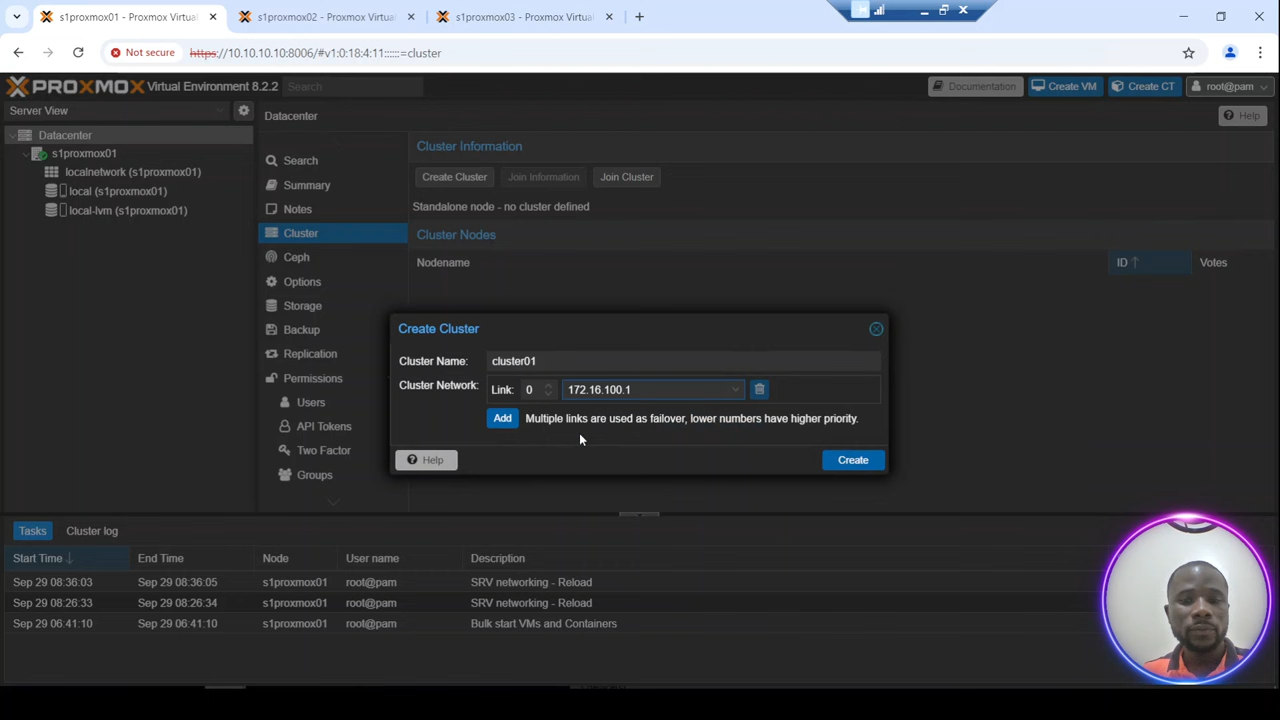 s1proxmox01 - Proxmox Virtual
s1proxmox02 - Proxmox Virtual
s1proxmox03 - Proxmox Virtual
Not secure https://10.10.10.10:8006/#v1:0:18:4:11::::::=cluster
PROXMOX Virtual Environment 8.2.2 Search Documentation Create VM Create CT root@pam
Server View
Datacenter
s1proxmox01
localnetwork (s1proxmox01)
local (s1proxmox01)
local-lvm (s1proxmox01)
Datacenter Help
Search
Summary
Notes
Cluster
Ceph
Options
Storage
Backup
Replication
Permissions
Users
API Tokens
Two Factor
Groups
Cluster Information
Create Cluster Join Information Join Cluster
Standalone node - no cluster defined
Cluster Nodes
Nodename ID Votes
Create Cluster
Cluster Name: cluster01
Cluster Network: Link: 0 172.16.100.1
Add Multiple links are used as failover, lower numbers have higher priority.
Help Create
Tasks Cluster log
Start Time End Time Node User name Description
Sep 29 08:36:03 Sep 29 08:36:05 s1proxmox01 root@pam SRV networking - Reload
Sep 29 08:26:33 Sep 29 08:26:34 s1proxmox01 root@pam SRV networking - Reload
Sep 29 06:41:10 Sep 29 06:41:10 s1proxmox01 root@pam Bulk start VMs and Containers